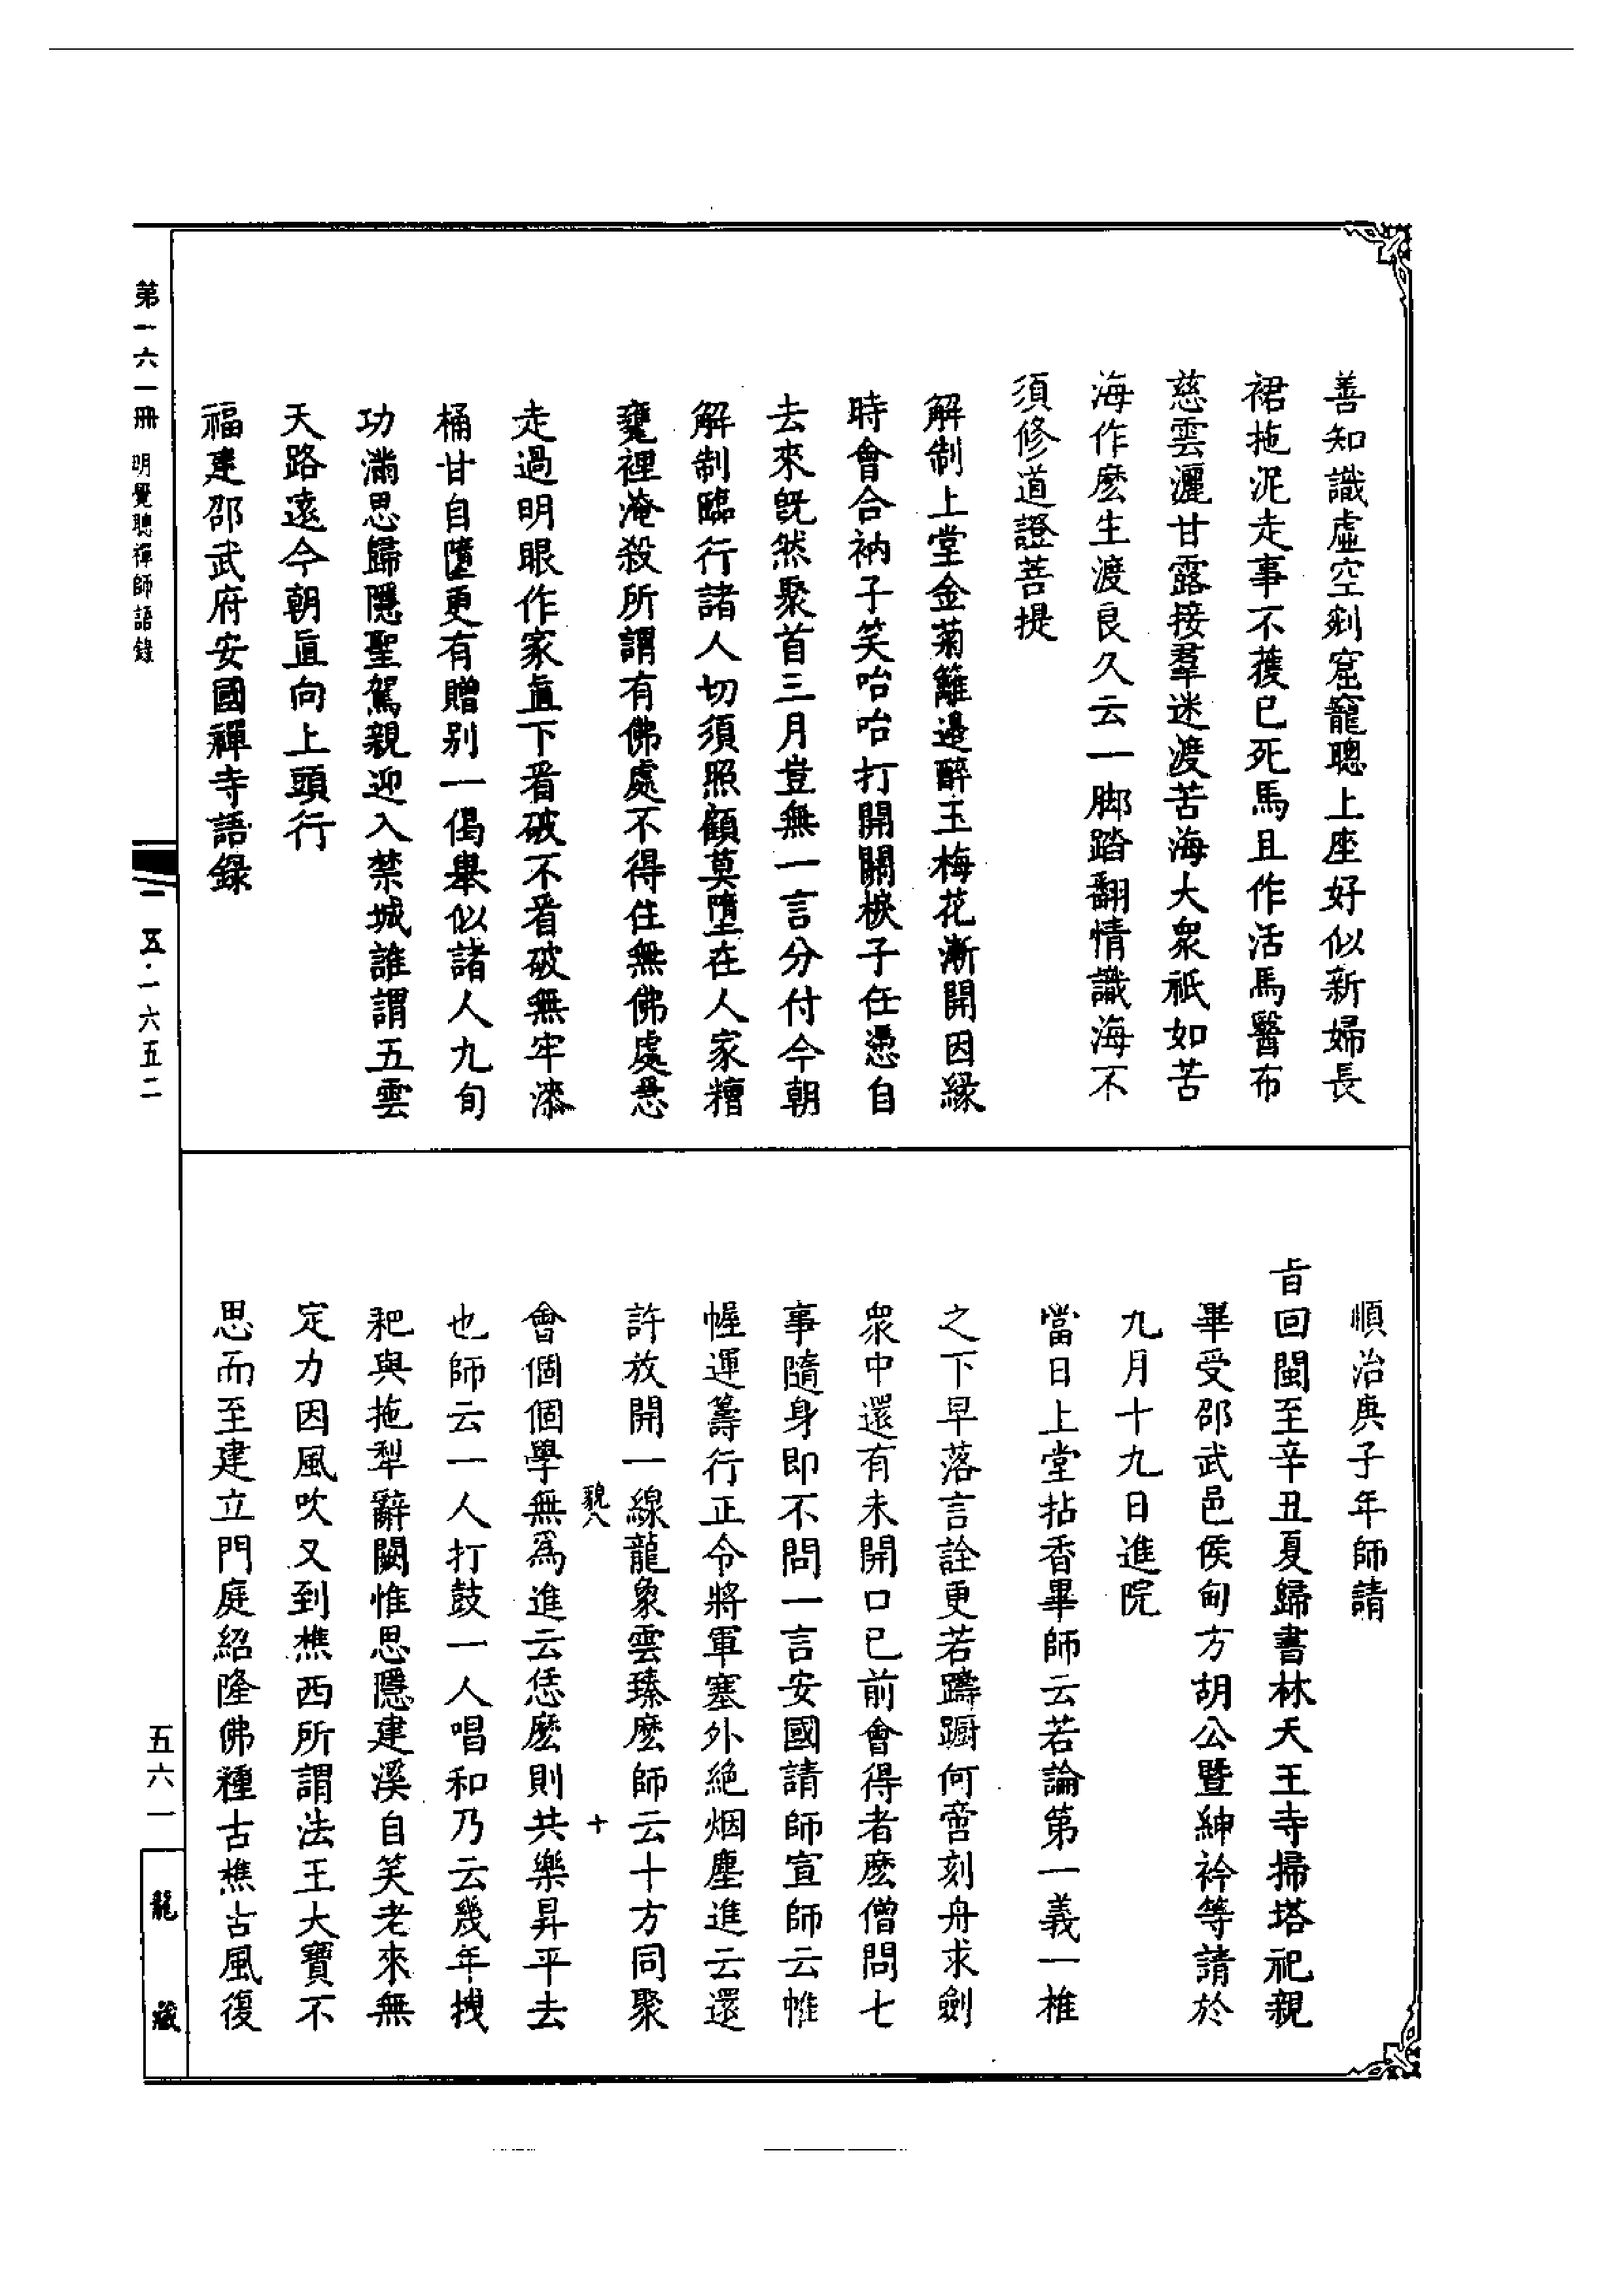 善知識虛空剜窟竉聰上座好似新婦長
裙拖泥走事不獲已死馬且作活馬醫布
慈雲灑甘露接羣迷渡苦海大衆祇如苦
海作麽生渡良久云一脚踏翻情識海不
須修道證菩提
解制上堂金菊籬邊醉玉梅花漸開因緣
時會合衲子笑咍咍打開關棙子任憑自
去來既然聚首三月豈無一言分付今朝
解制臨行諸人切須照顧莫墮在人家糟
甕裡淹殺所謂有佛處不得住無佛處急
走過明眼作家直下看破不看破無牢漆
桶甘自墮更有贈别一偈舉似諸人九旬
功滿思歸隱聖駕親迎入禁城誰謂五雲
天路遠今朝直向上頭行
福建邵武府安國禪寺語録
順治庚子年師請
旨回閩至辛丑夏歸書林天王寺掃塔祀親
畢受邵武邑侯甸方胡公暨紳衿等請於
九月十九日進院
當日上堂拈香畢師云若論第一義一椎
之下早落言詮更若躊躕何啻刻舟求劍
衆中還有未開口已前會得者麽僧問七
事隨身即不問一言安國請師宣師云帷
幄運籌行正令將軍塞外絶烟塵進云還
許放開一線龍象雲臻麽師云十方同聚
會個個學無爲進云恁麽則共樂昇平去
也師云一人打鼓一人唱和乃云幾年拽
耙與拖犁辭闕惟思隱建溪自笑老來無
定力因風吹又到樵西所謂法王大寶不
思而至建立門庭紹隆佛種古樵古風復
貌八
十
第一六一冊
明覺聰禪師語錄
一五·一六五二
五六一
龍藏